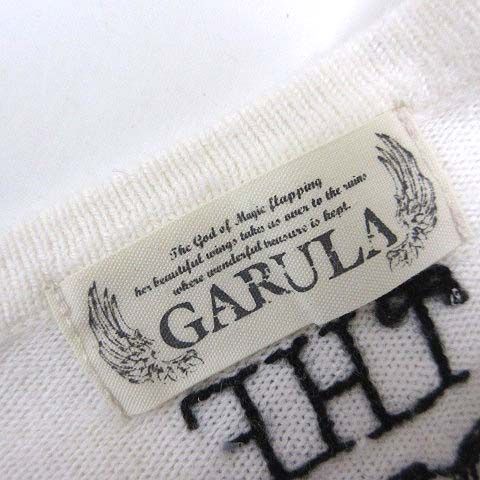 The God of Magic flapping
her beautiful wings takes us over to the ruins
where wonderful treasure is kept.
GARULA
THE